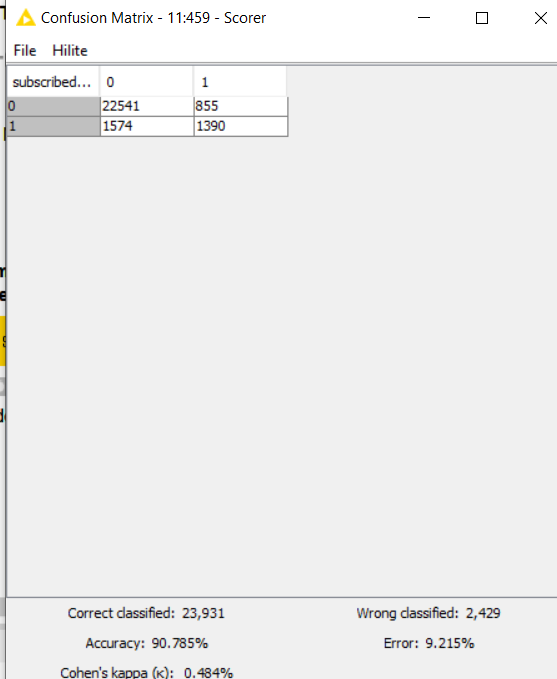 Confusion Matrix - 11:459 - Scorer
File Hilite
subscribed... 0 1
0 22541 855
1 1574 1390
Correct classified: 23,931 Wrong classified: 2,429
Accuracy: 90.785% Error: 9.215%
Cohen's kappa (κ): 0.484%